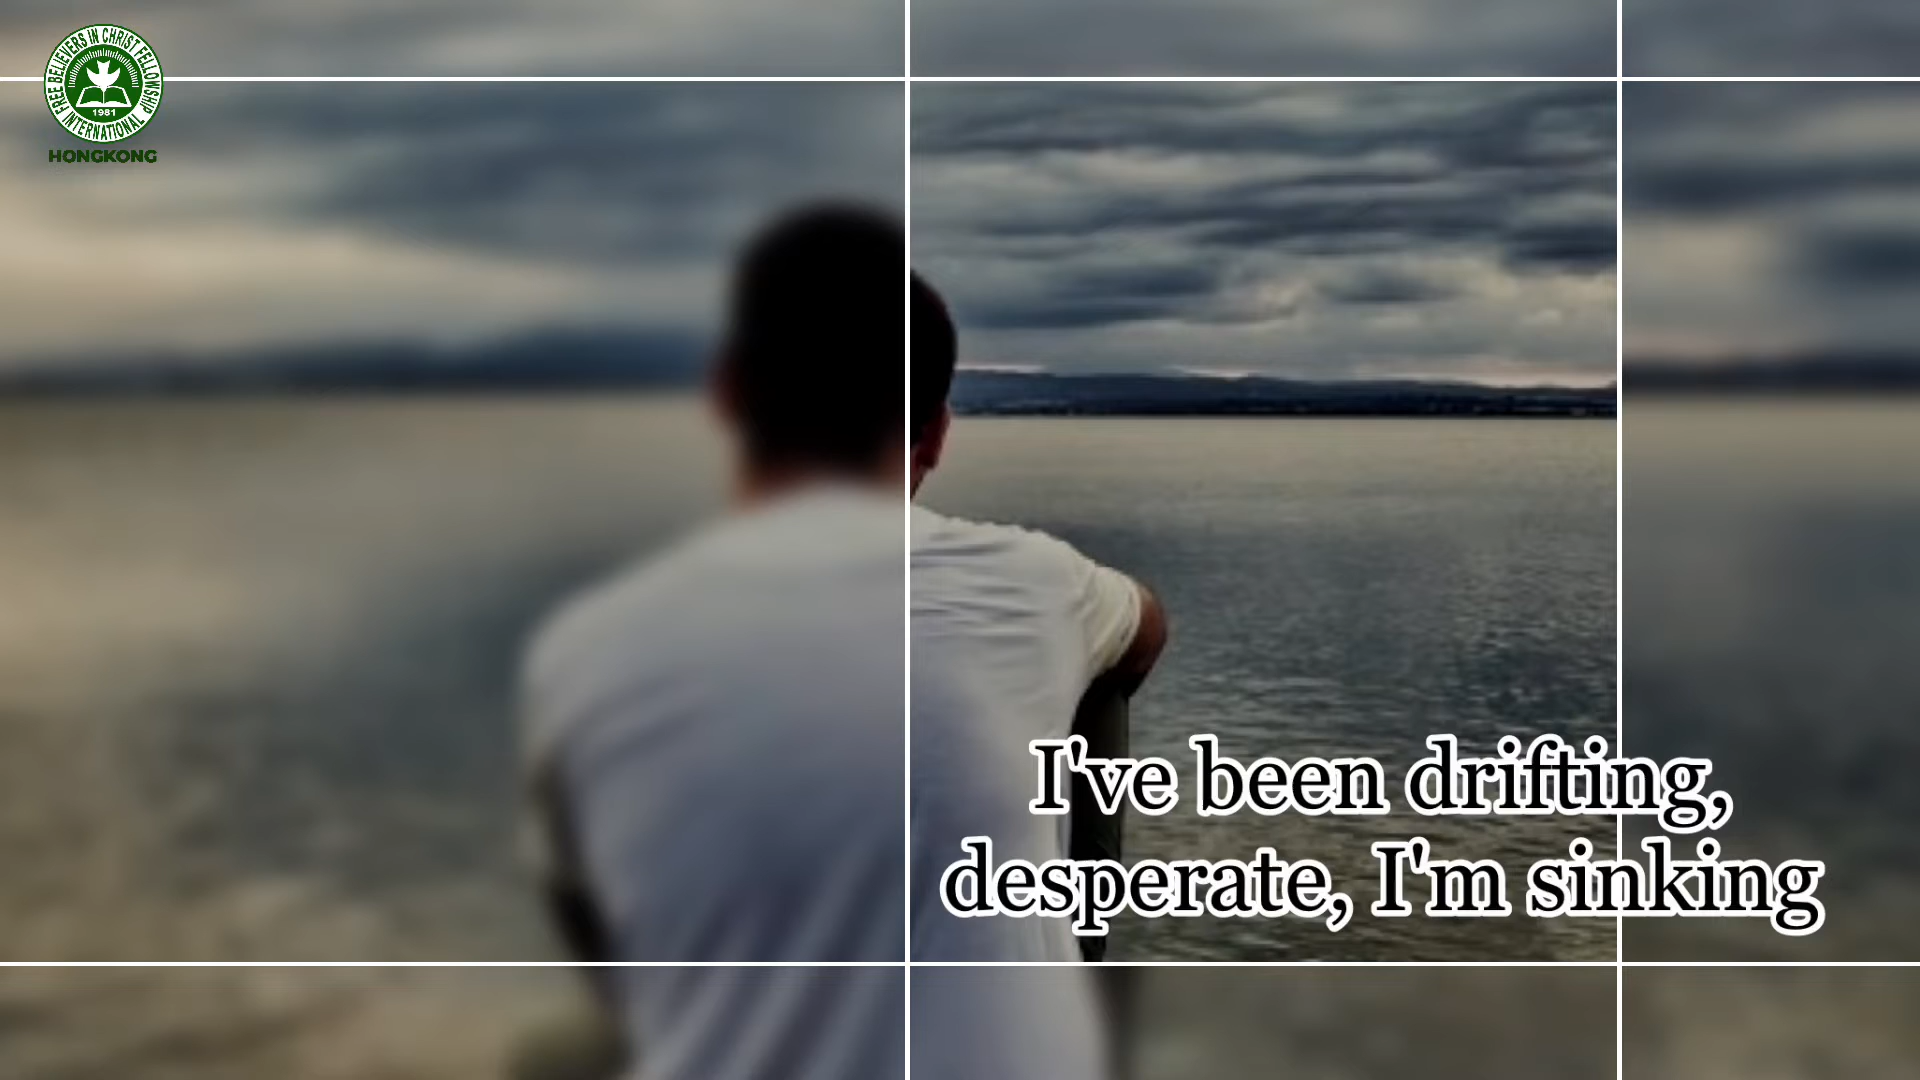 FREE BELIEVERS IN CHRIST FELLOWSHIP
INTERNATIONAL
1981
HONGKONG
I've been drifting,
desperate, I'm sinking